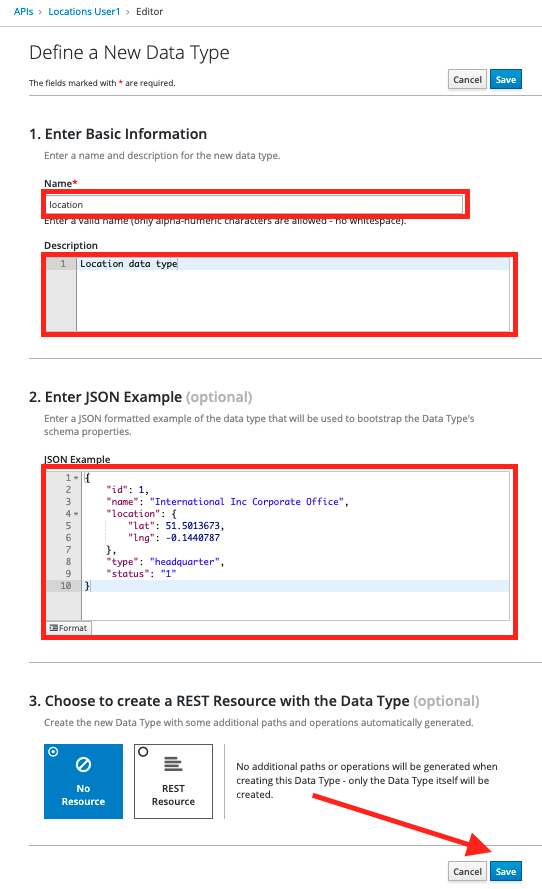 APIs › Locations User1 › Editor
Define a New Data Type
The fields marked with * are required.
Cancel Save
1. Enter Basic Information
Enter a name and description for the new data type.
Name*
location
Enter a valid name (only alpha-numeric characters are allowed - no whitespace).
Description
1 Location data type
2. Enter JSON Example (optional)
Enter a JSON formatted example of the data type that will be used to bootstrap the Data Type's
schema properties.
JSON Example
1 {
2 "id": 1,
3 "name": "International Inc Corporate Office",
4 "location": {
5 "lat": 51.5013673,
6 "lng": -0.1440787
7 },
8 "type": "headquarter",
9 "status": "1"
10 }
Format
3. Choose to create a REST Resource with the Data Type (optional)
Create the new Data Type with some additional paths and operations automatically generated.
No
Resource
REST
Resource
No additional paths or operations will be generated when
creating this Data Type - only the Data Type itself will be
created.
Cancel Save